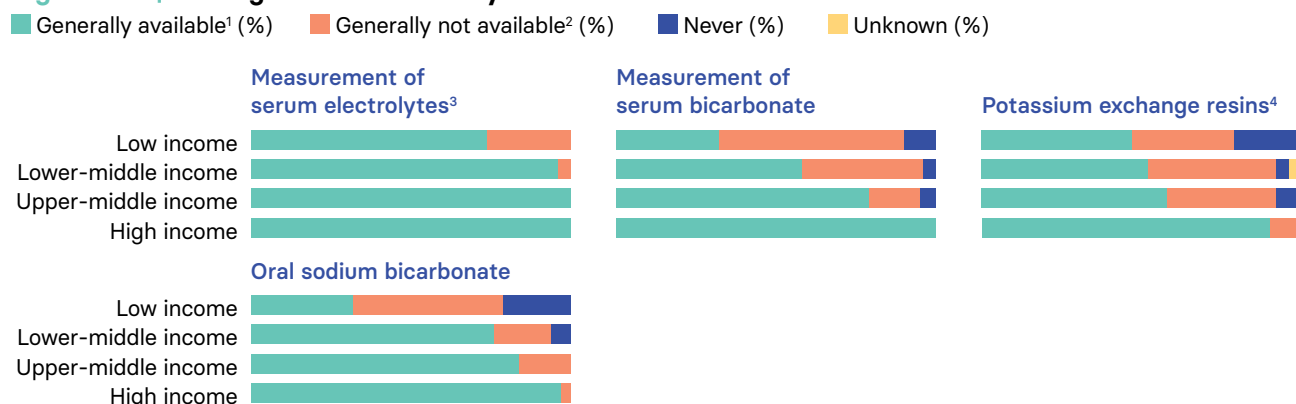 Generally available¹ (%) Generally not available² (%) Never (%) Unknown (%)
Measurement of serum electrolytes³
Measurement of serum bicarbonate
Potassium exchange resins⁴
Low income
Lower-middle income
Upper-middle income
High income
Oral sodium bicarbonate
Low income
Lower-middle income
Upper-middle income
High income